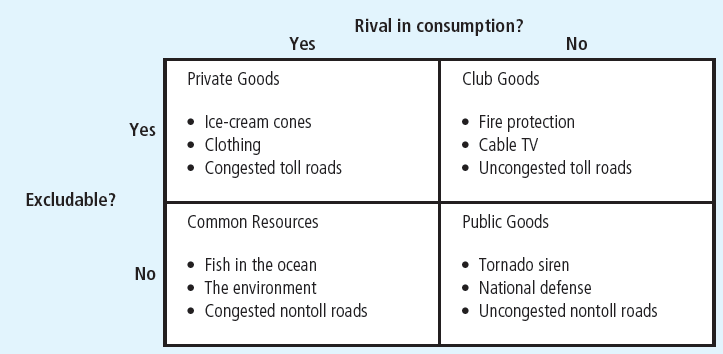 Rival in consumption?
Yes
No
Excludable?
Yes
Private Goods
• Ice-cream cones
• Clothing
• Congested toll roads
Club Goods
• Fire protection
• Cable TV
• Uncongested toll roads
No
Common Resources
• Fish in the ocean
• The environment
• Congested nontoll roads
Public Goods
• Tornado siren
• National defense
• Uncongested nontoll roads